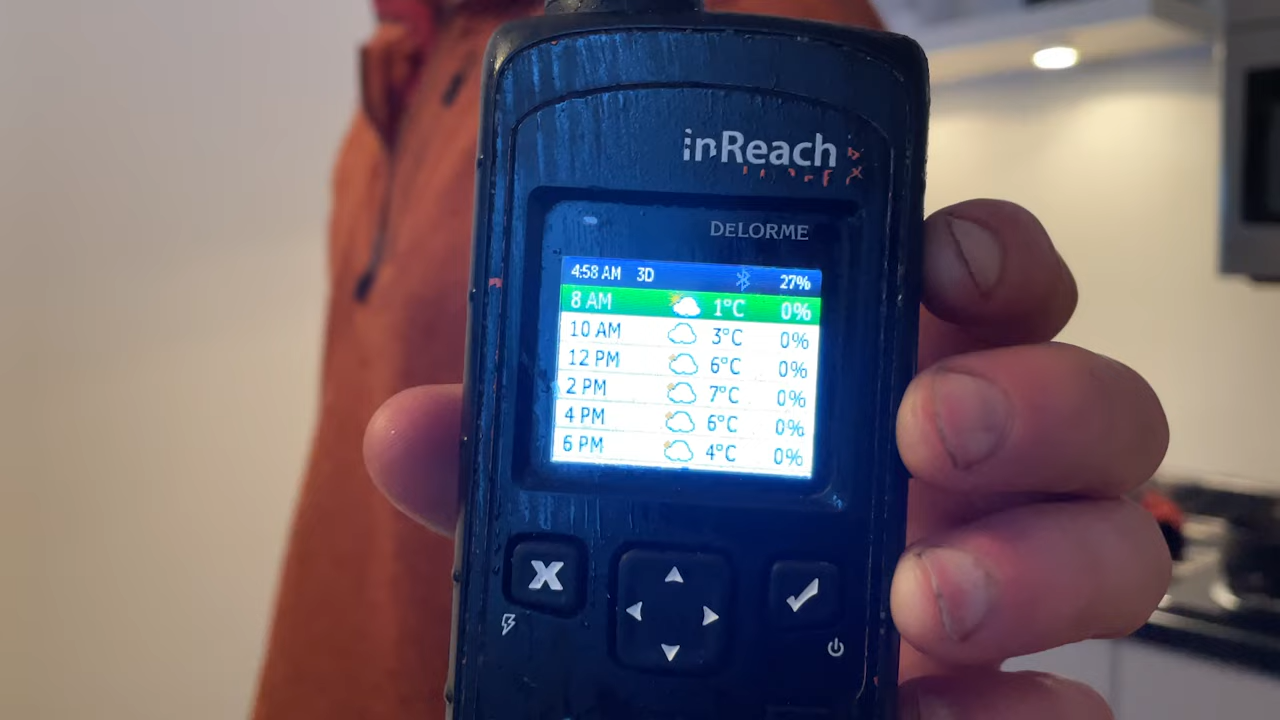 inReach
DELORME
4:58 AM 3D 27%
8 AM 1°C 0%
10 AM 3°C 0%
12 PM 6°C 0%
2 PM 7°C 0%
4 PM 6°C 0%
6 PM 4°C 0%